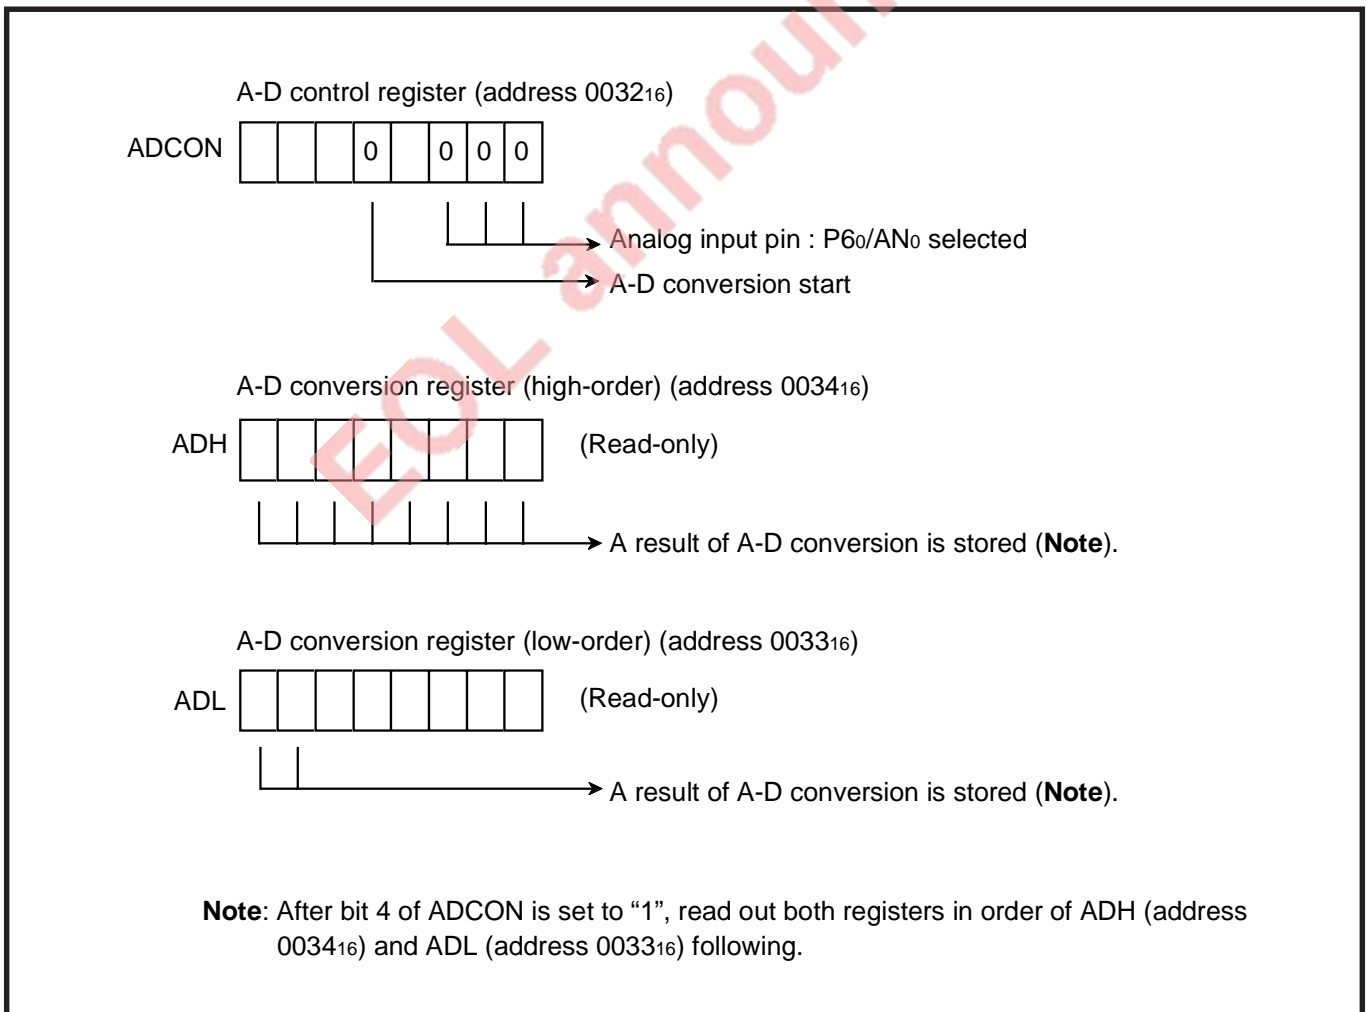 A-D control register (address 003216)
ADCON 0 0 0 0
Analog input pin : P60/AN0 selected
A-D conversion start
A-D conversion register (high-order) (address 003416)
ADH (Read-only)
A result of A-D conversion is stored (Note).
A-D conversion register (low-order) (address 003316)
ADL (Read-only)
A result of A-D conversion is stored (Note).
Note: After bit 4 of ADCON is set to “1”, read out both registers in order of ADH (address
003416) and ADL (address 003316) following.
EOL announ